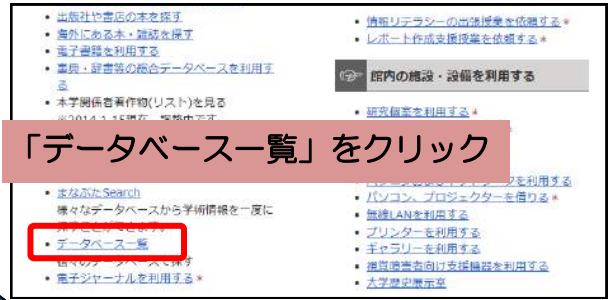 出版社や書店の本を探す
海外にある本・雑誌を探す
電子書籍を利用する
事典・辞書等の総合データベースを利用す
る
本学関係者著作物(リスト)を見る
「データベース一覧」をクリック
まなぶたSearch
様々なデータベースから学術情報を一度に
データベース一覧
電子ジャーナルを利用する*
情報リテラシーの出張授業を依頼する*
レポート作成支援授業を依頼する*
館内の施設・設備を利用する
研究個室を利用する*
を利用する
パソコン、プロジェクターを借りる*
無線LANを利用する
プリンターを利用する
ギャラリーを利用する
視覚障害者向け支援機器を利用する
大学歴史展示室